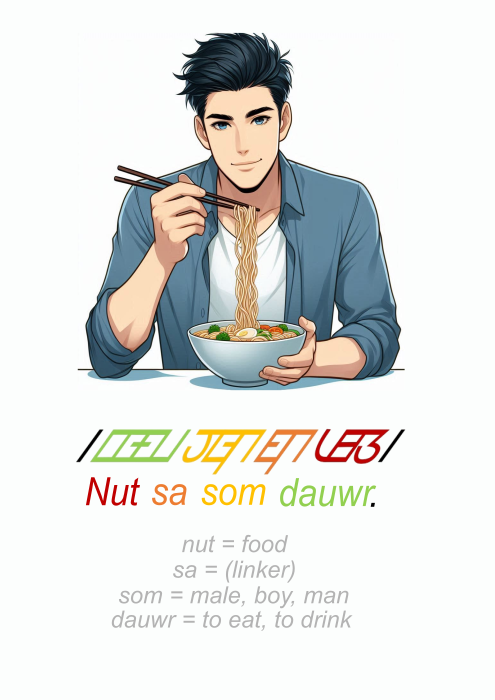 Nut sa som dauwr.
nut = food
sa = (linker)
som = male, boy, man
dauwr = to eat, to drink